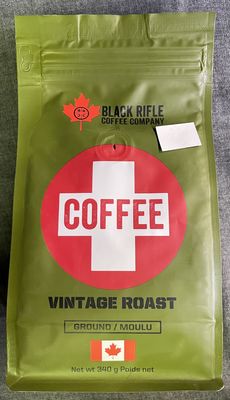 BLACK RIFLE
COFFEE COMPANY
COFFEE
VINTAGE ROAST
GROUND / MOULU
Net wt 340 g Poids net